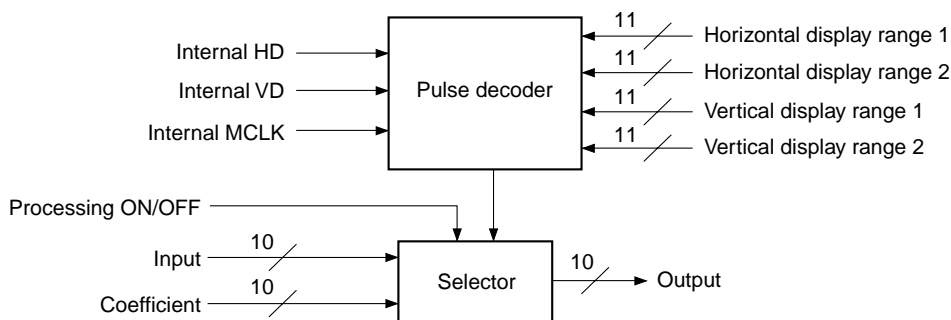 Internal HD
Internal VD
Internal MCLK
Pulse decoder
11
Horizontal display range 1
11
Horizontal display range 2
11
Vertical display range 1
11
Vertical display range 2
Processing ON/OFF
Input
10
Coefficient
10
Selector
10
Output